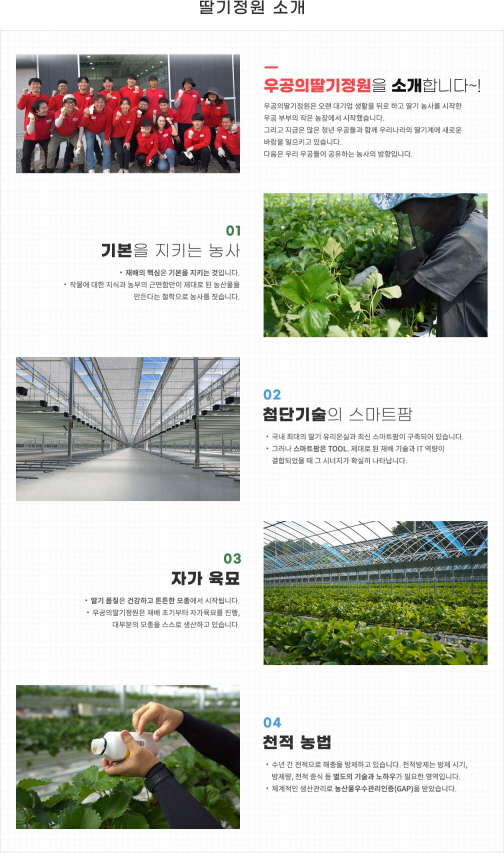 딸기정원 소개
우공의딸기정원을 소개합니다~!
우공의딸기정원은 오랜 대기업 생활을 뒤로 하고 딸기 농사를 시작한
우공 부부의 작은 농장에서 시작했습니다.
그리고 지금은 많은 청년 우공들과 함께 우리나라의 딸기계에 새로운
바람을 일으키고 있습니다.
다음은 우리 우공들이 공유하는 농사의 방향입니다.
01
기본을 지키는 농사
• 재배의 핵심은 기본을 지키는 것입니다.
• 작물에 대한 지식과 농부의 근면함만이 제대로 된 농산물을
만든다는 철학으로 농사를 짓습니다.
02
첨단기술의 스마트팜
• 국내 최대의 딸기 유리온실과 최신 스마트팜이 구축되어 있습니다.
• 그러나 스마트팜은 TOOL. 제대로 된 재배 기술과 IT 역량이
결합되었을 때 그 시너지가 확실히 나타납니다.
03
자가 육묘
• 딸기 품질은 건강하고 튼튼한 모종에서 시작됩니다.
• 우공의딸기정원은 재배 초기부터 자가육묘를 진행,
대부분의 모종을 스스로 생산하고 있습니다.
04
천적 농법
• 수년 간 천적으로 해충을 방제하고 있습니다. 천적방제는 방제 시기,
방제량, 천적 증식 등 별도의 기술과 노하우가 필요한 영역입니다.
• 체계적인 생산관리로 농산물우수관리인증(GAP)을 받았습니다.